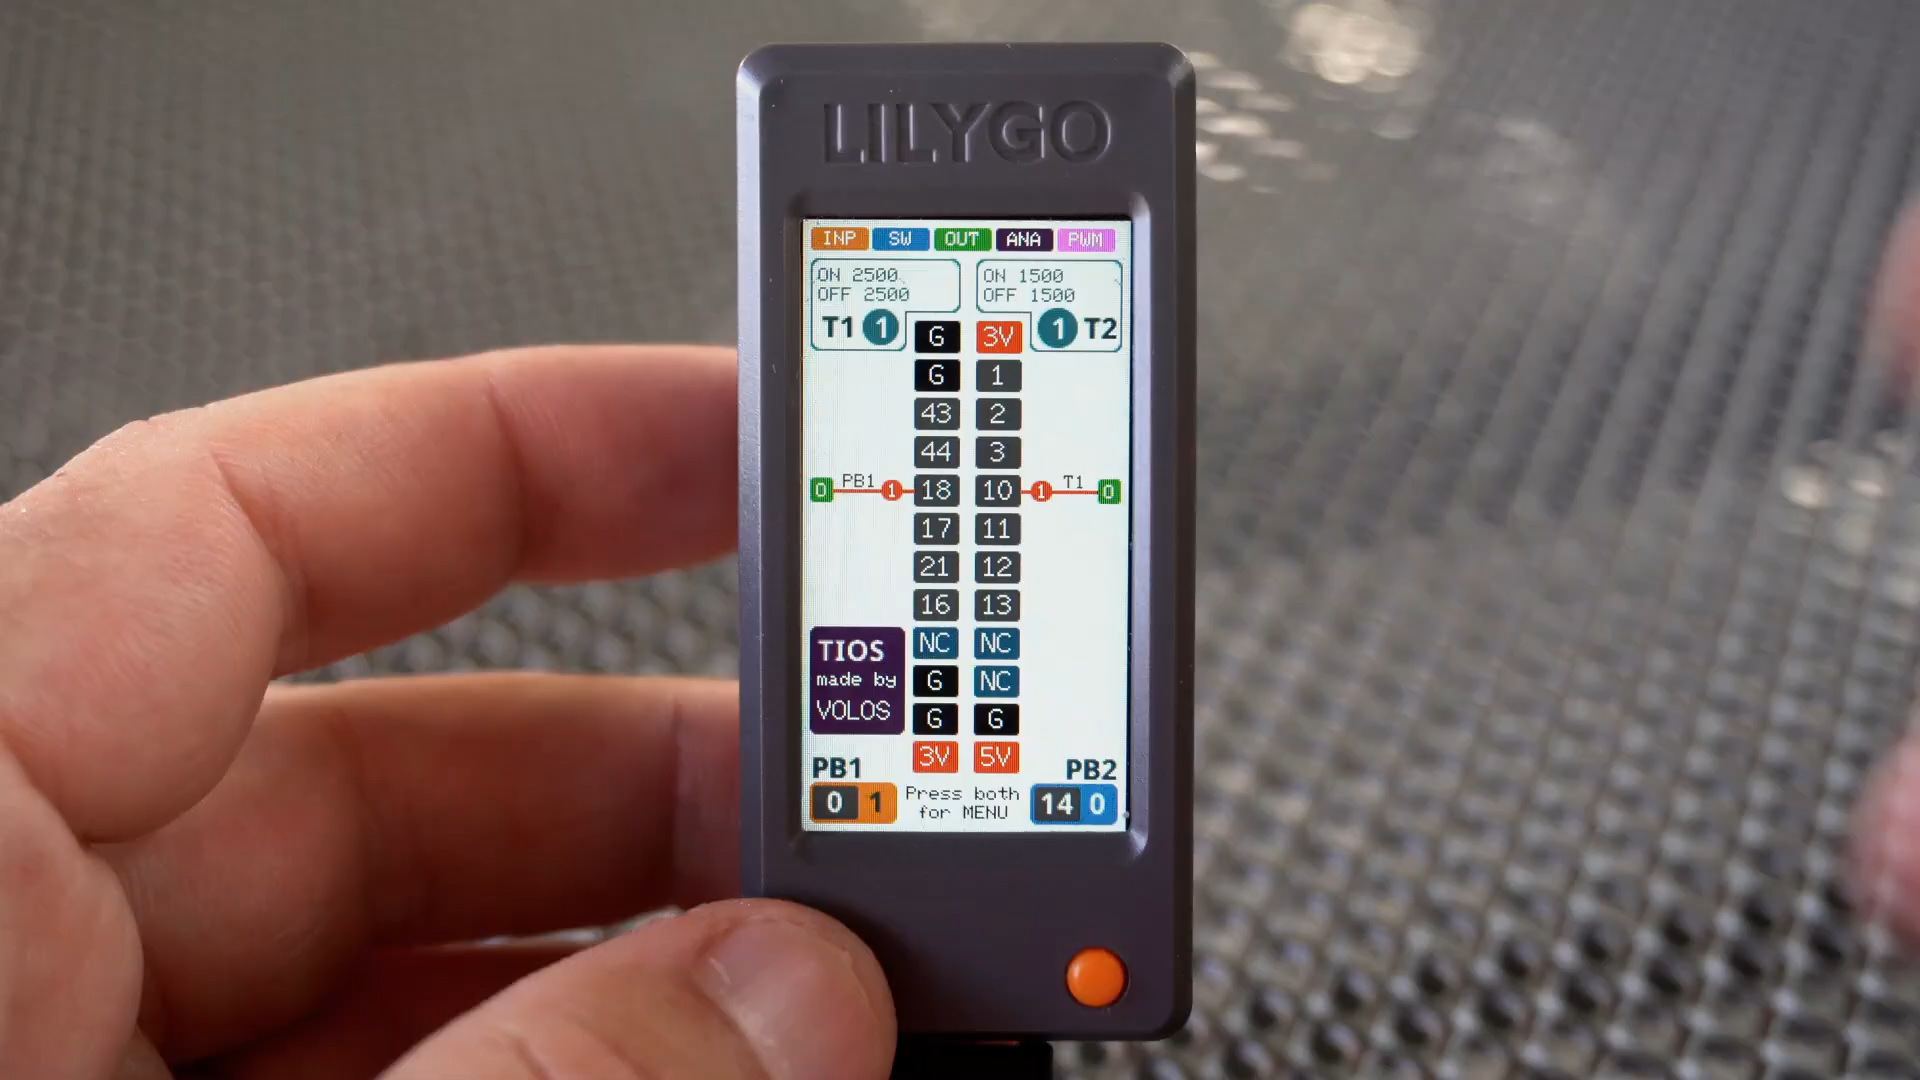 LILYGO
INP SW OUT ANA PWM
ON 2500 ON 1500
OFF 2500 OFF 1500
T1 1 G 3V 1 T2
G 1
43 2
44 3
0 PB1 1 18 10 1 T1 0
17 11
21 12
16 13
TIOS NC NC
made by G NC
VOLOS G G
3V 5V
PB1 PB2
0 1 Press both 14 0
for MENU